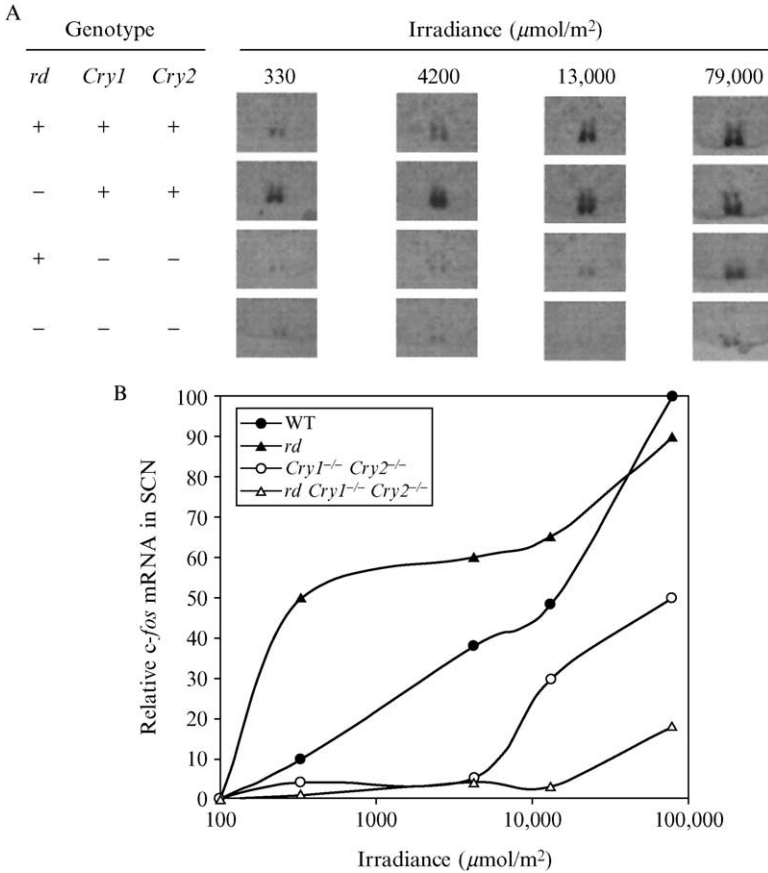 A
Genotype Irradiance (μmol/m²)
rd Cry1 Cry2 330 4200 13,000 79,000
+ + +
− + +
+ − −
− − −
B
100
90
80
70
60
50
40
30
20
10
0
WT
rd
Cry1−/− Cry2−/−
rd Cry1−/− Cry2−/−
Relative c-fos mRNA in SCN
100 1000 10,000 100,000
Irradiance (μmol/m²)